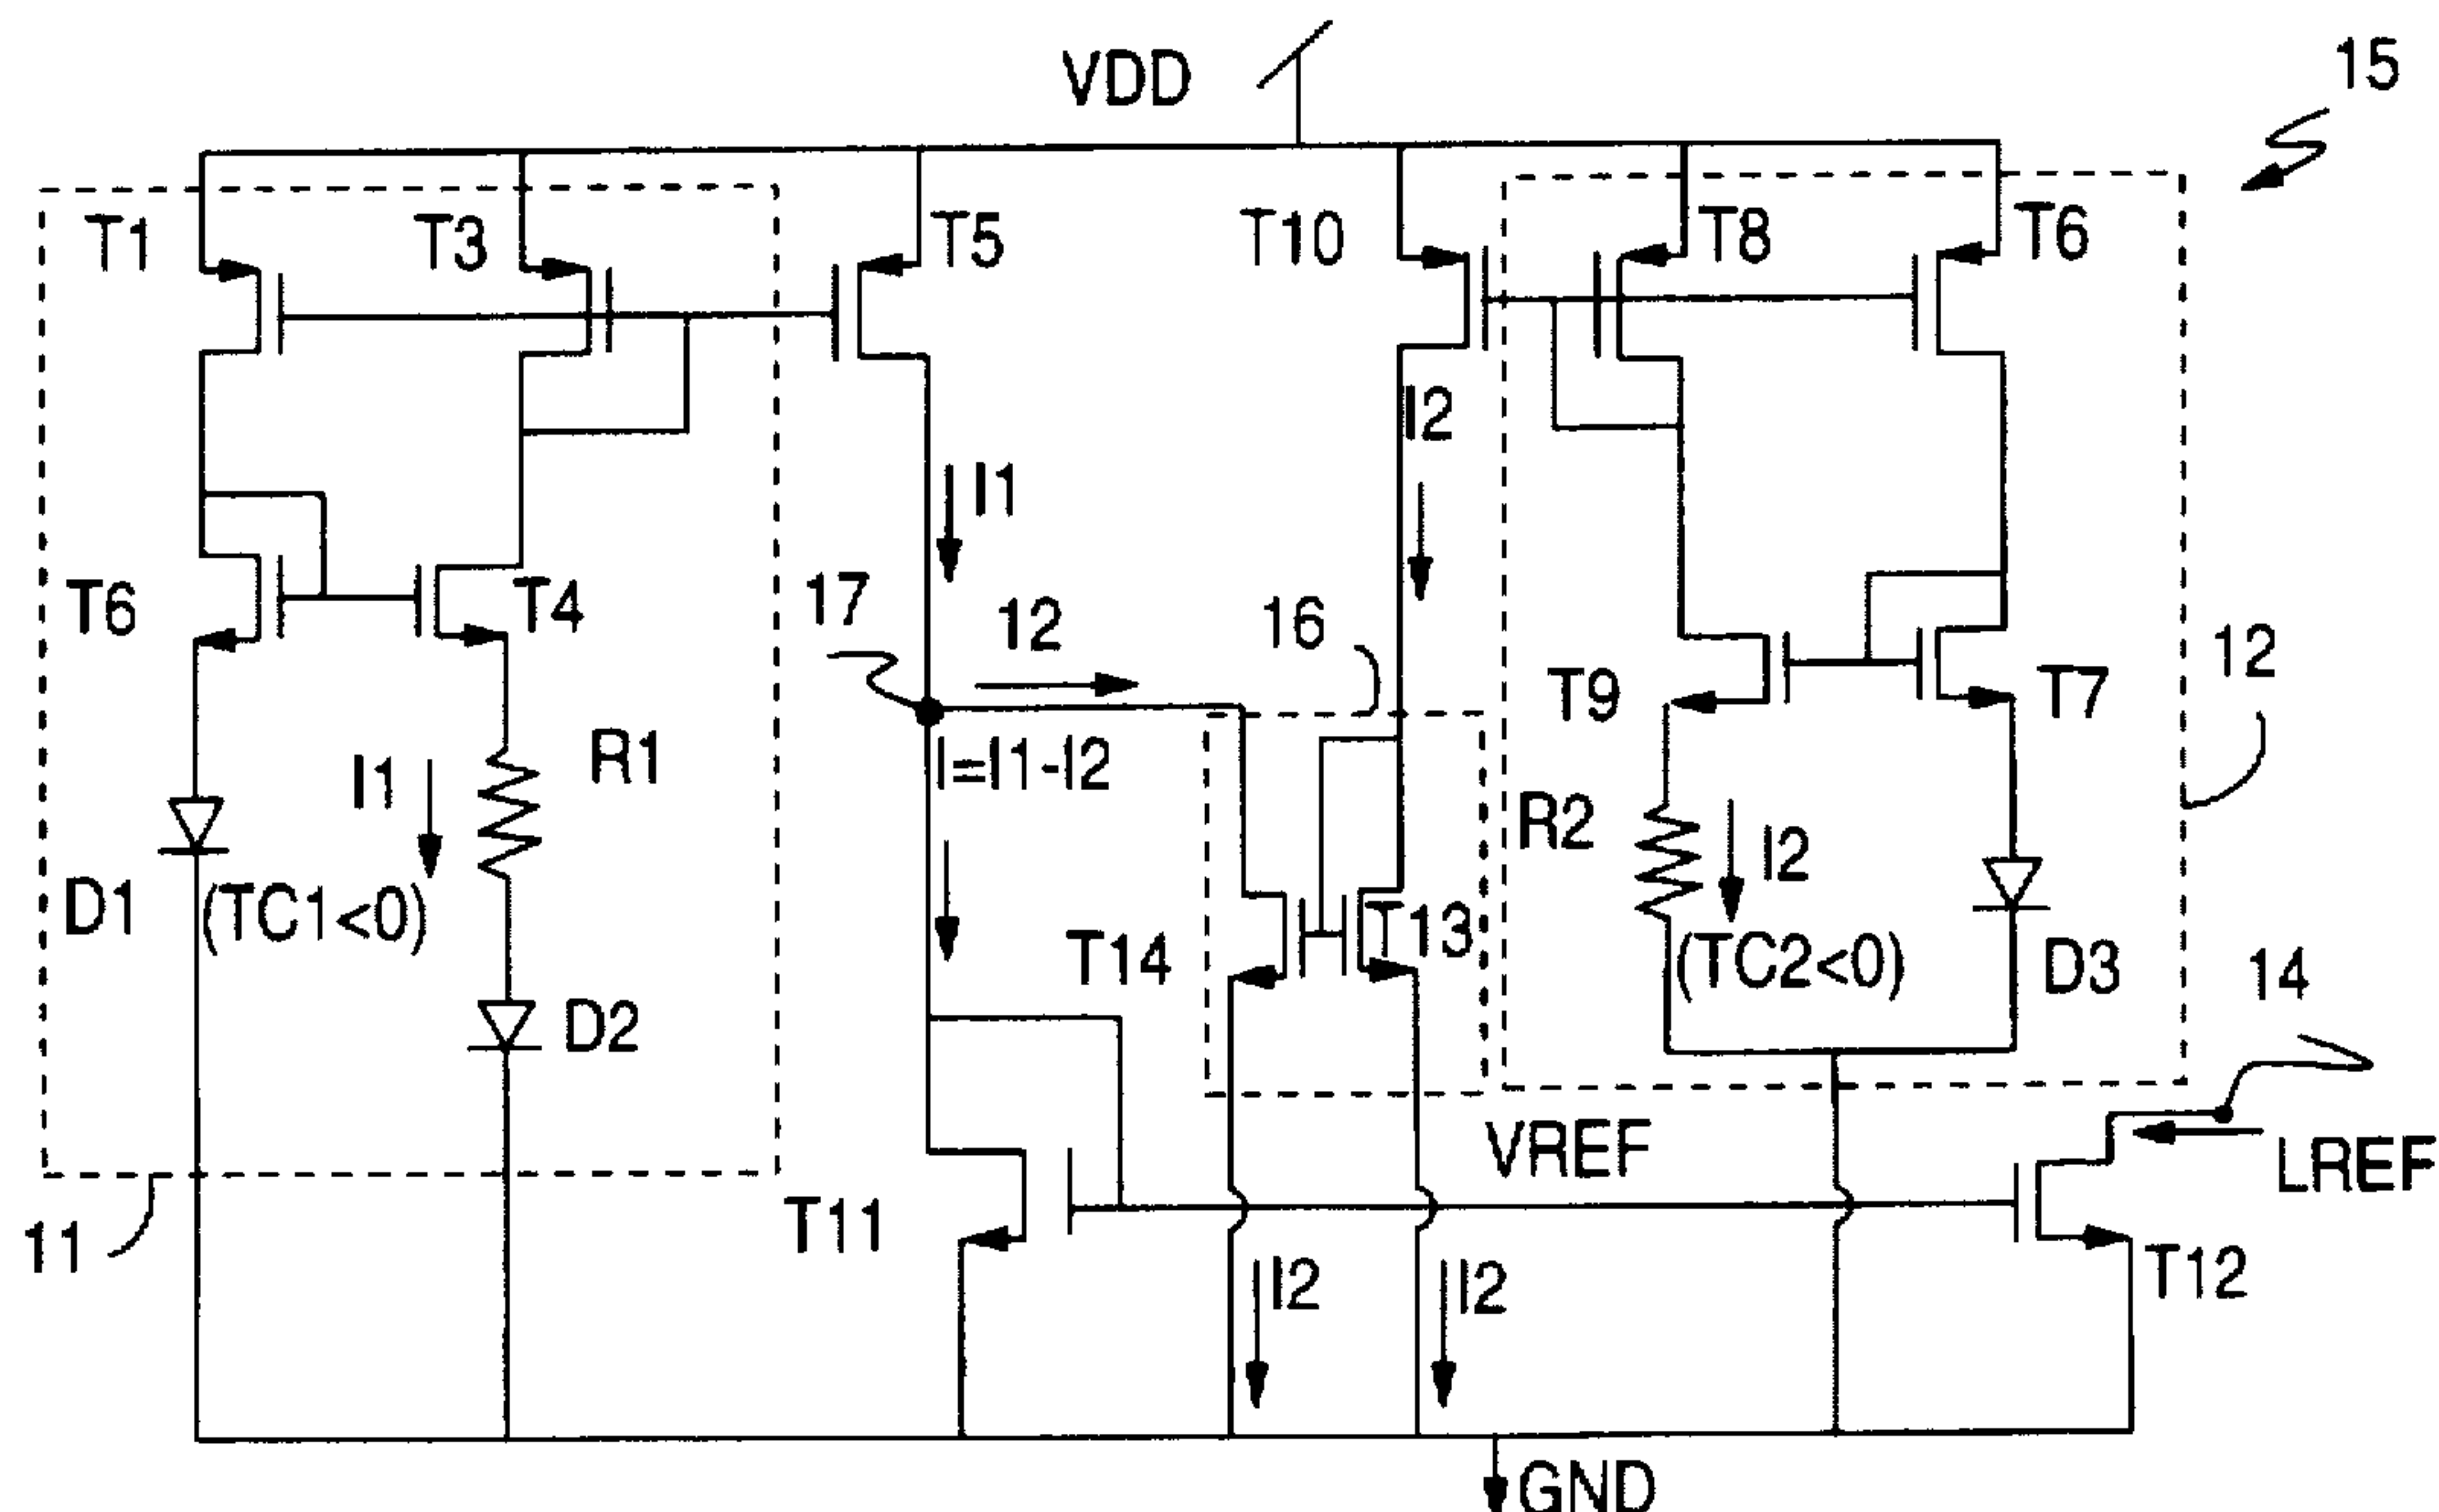 VDD
15
T1
T3
T5
T10
T8
T6
I2
I1
T6
T4
17
12
16
T9
T7
12
I=I1-I2
R1
I1
R2
I2
D1
(TC1<0)
T14
T13
(TC2<0)
D3
14
D2
VREF
LREF
11
T11
I2
I2
T12
GND